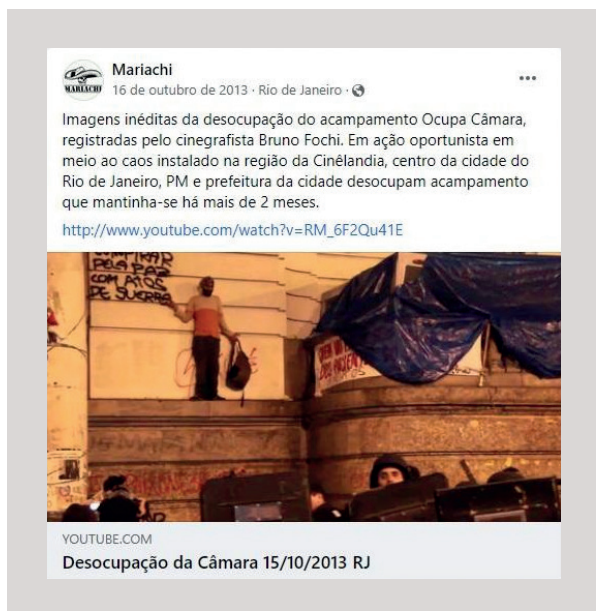 Mariachi
MARIACHI
16 de outubro de 2013 · Rio de Janeiro ·
Imagens inéditas da desocupação do acampamento Ocupa Câmara,
registradas pelo cinegrafista Bruno Fochi. Em ação oportunista em
meio ao caos instalado na região da Cinêlandia, centro da cidade do
Rio de Janeiro, PM e prefeitura da cidade desocupam acampamento
que mantinha-se há mais de 2 meses.
http://www.youtube.com/watch?v=RM_6F2Qu41E
PELA PAZ
COM ATOS
DE GUERRA
YOUTUBE.COM
Desocupação da Câmara 15/10/2013 RJ